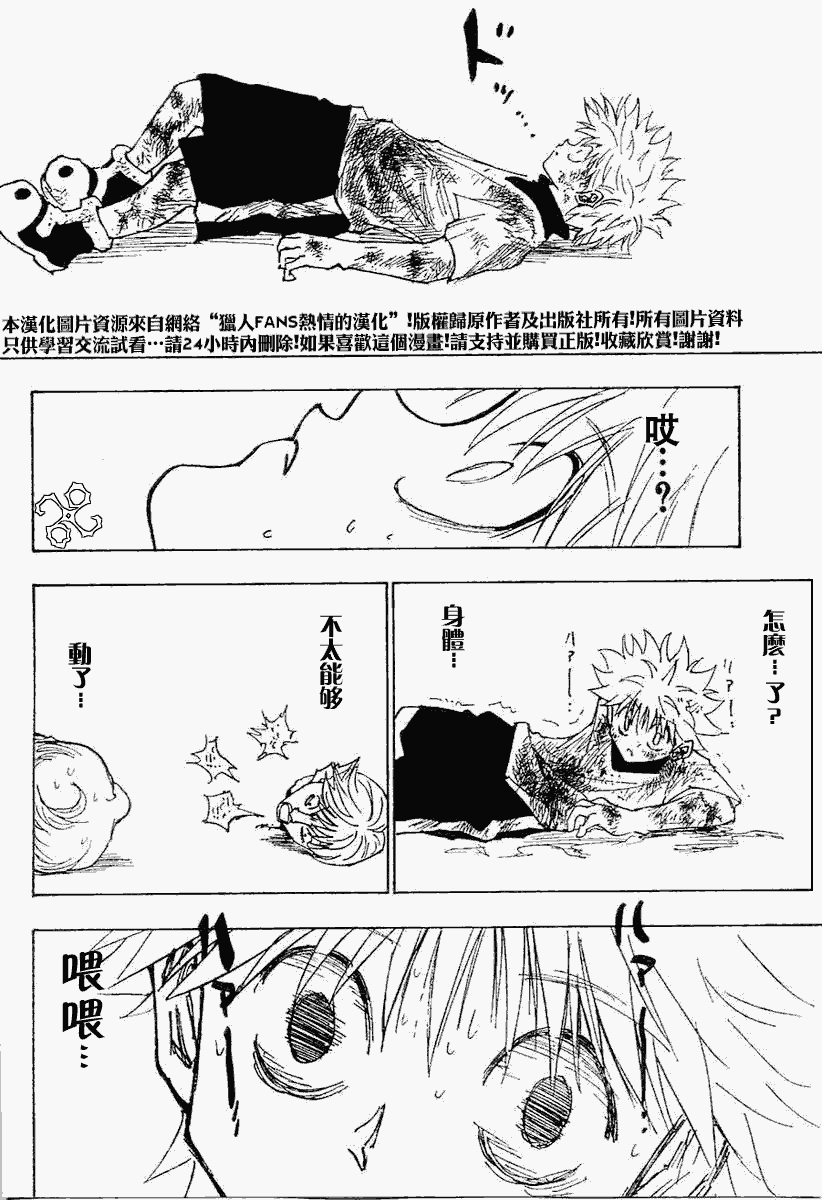 ドッ…
本漢化圖片資源來自網絡“獵人FANS熱情的漢化”!版權歸原作者及出版社所有!所有圖片資料
只供學習交流試看…請24小時內刪除!如果喜歡這個漫畫!請支持並購買正版!收藏欣賞!謝謝!
哎…?
怎麼…了?
身體…
不太能够
動了…
ハァ—
ハァ—
喂喂…